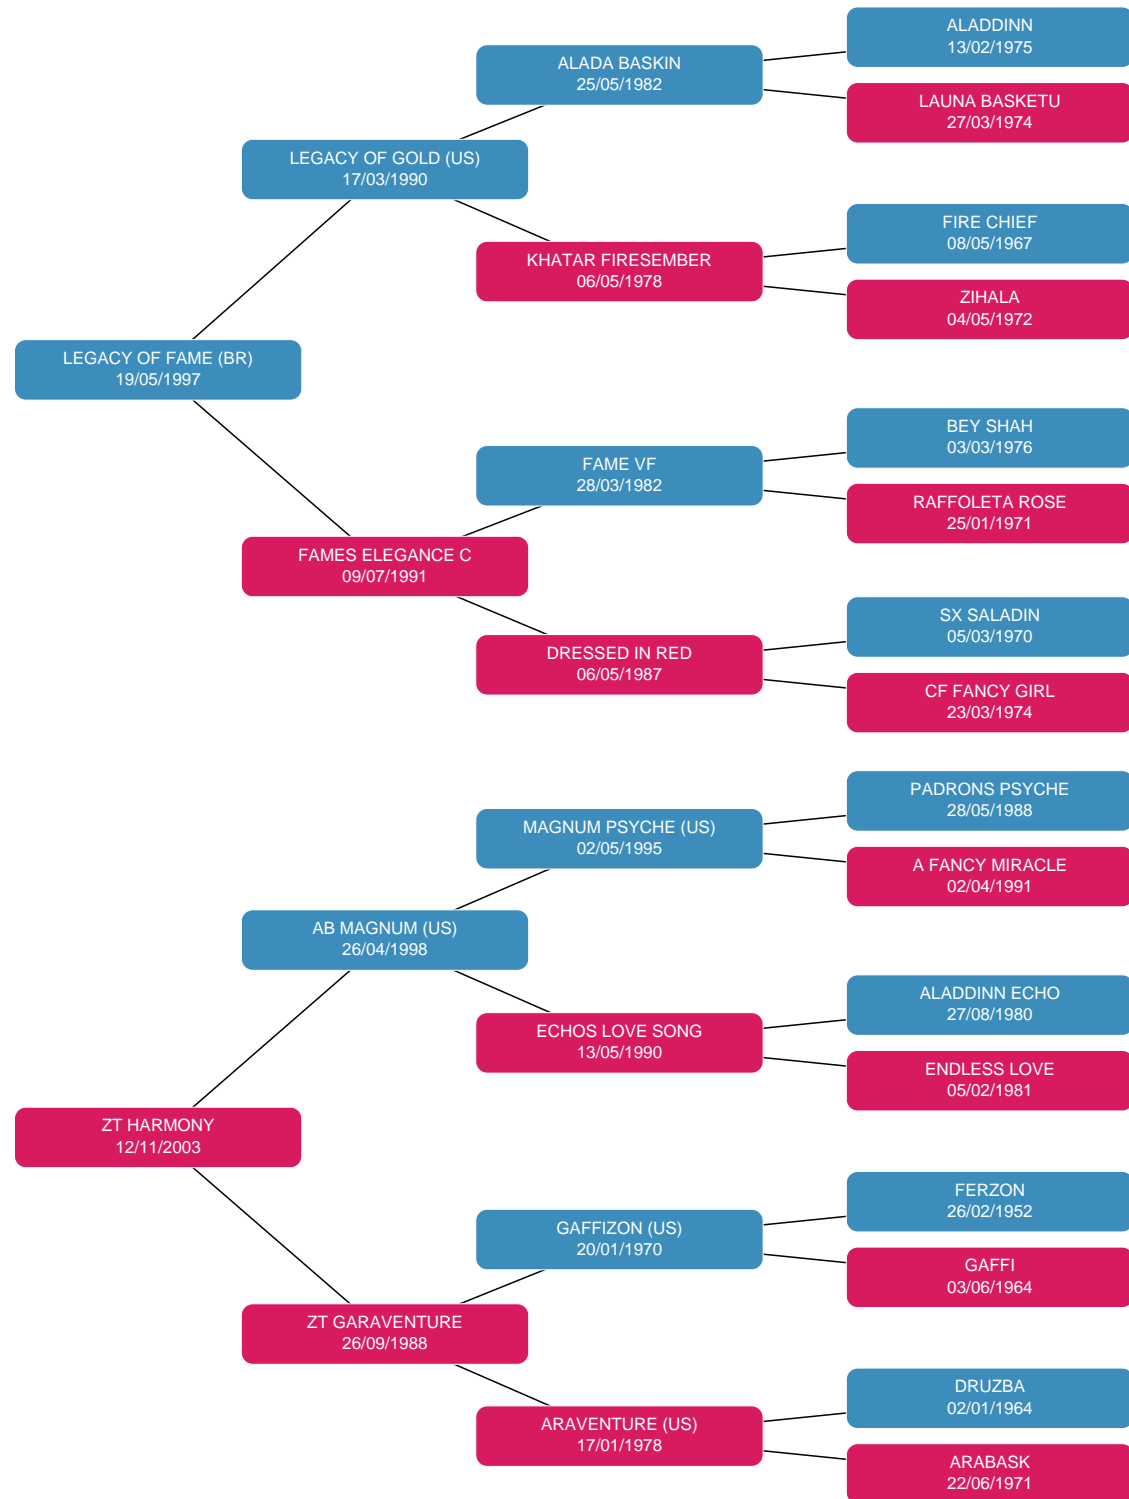 ALADDINN
13/02/1975
ALADA BASKIN
25/05/1982
LAUNA BASKETU
27/03/1974
LEGACY OF GOLD (US)
17/03/1990
FIRE CHIEF
08/05/1967
KHATAR FIRESEMBER
06/05/1978
ZIHALA
04/05/1972
LEGACY OF FAME (BR)
19/05/1997
BEY SHAH
03/03/1976
FAME VF
28/03/1982
RAFFOLETA ROSE
25/01/1971
FAMES ELEGANCE C
09/07/1991
SX SALADIN
05/03/1970
DRESSED IN RED
06/05/1987
CF FANCY GIRL
23/03/1974
PADRONS PSYCHE
28/05/1988
MAGNUM PSYCHE (US)
02/05/1995
A FANCY MIRACLE
02/04/1991
AB MAGNUM (US)
26/04/1998
ALADDINN ECHO
27/08/1980
ECHOS LOVE SONG
13/05/1990
ENDLESS LOVE
05/02/1981
ZT HARMONY
12/11/2003
FERZON
26/02/1952
GAFFIZON (US)
20/01/1970
GAFFI
03/06/1964
ZT GARAVENTURE
26/09/1988
DRUZBA
02/01/1964
ARAVENTURE (US)
17/01/1978
ARABASK
22/06/1971